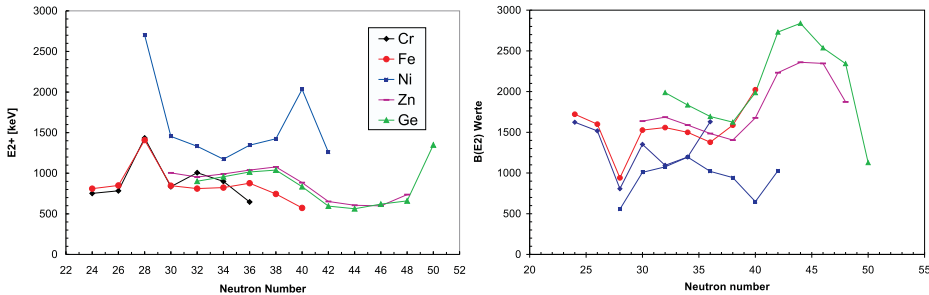 E2+ [keV]
3000
2500
2000
1500
1000
500
0
22 24 26 28 30 32 34 36 38 40 42 44 46 48 50 52
Neutron Number
Cr
Fe
Ni
Zn
Ge
B(E2) Werte
3000
2500
2000
1500
1000
500
0
20 25 30 35 40 45 50 55
Neutron number